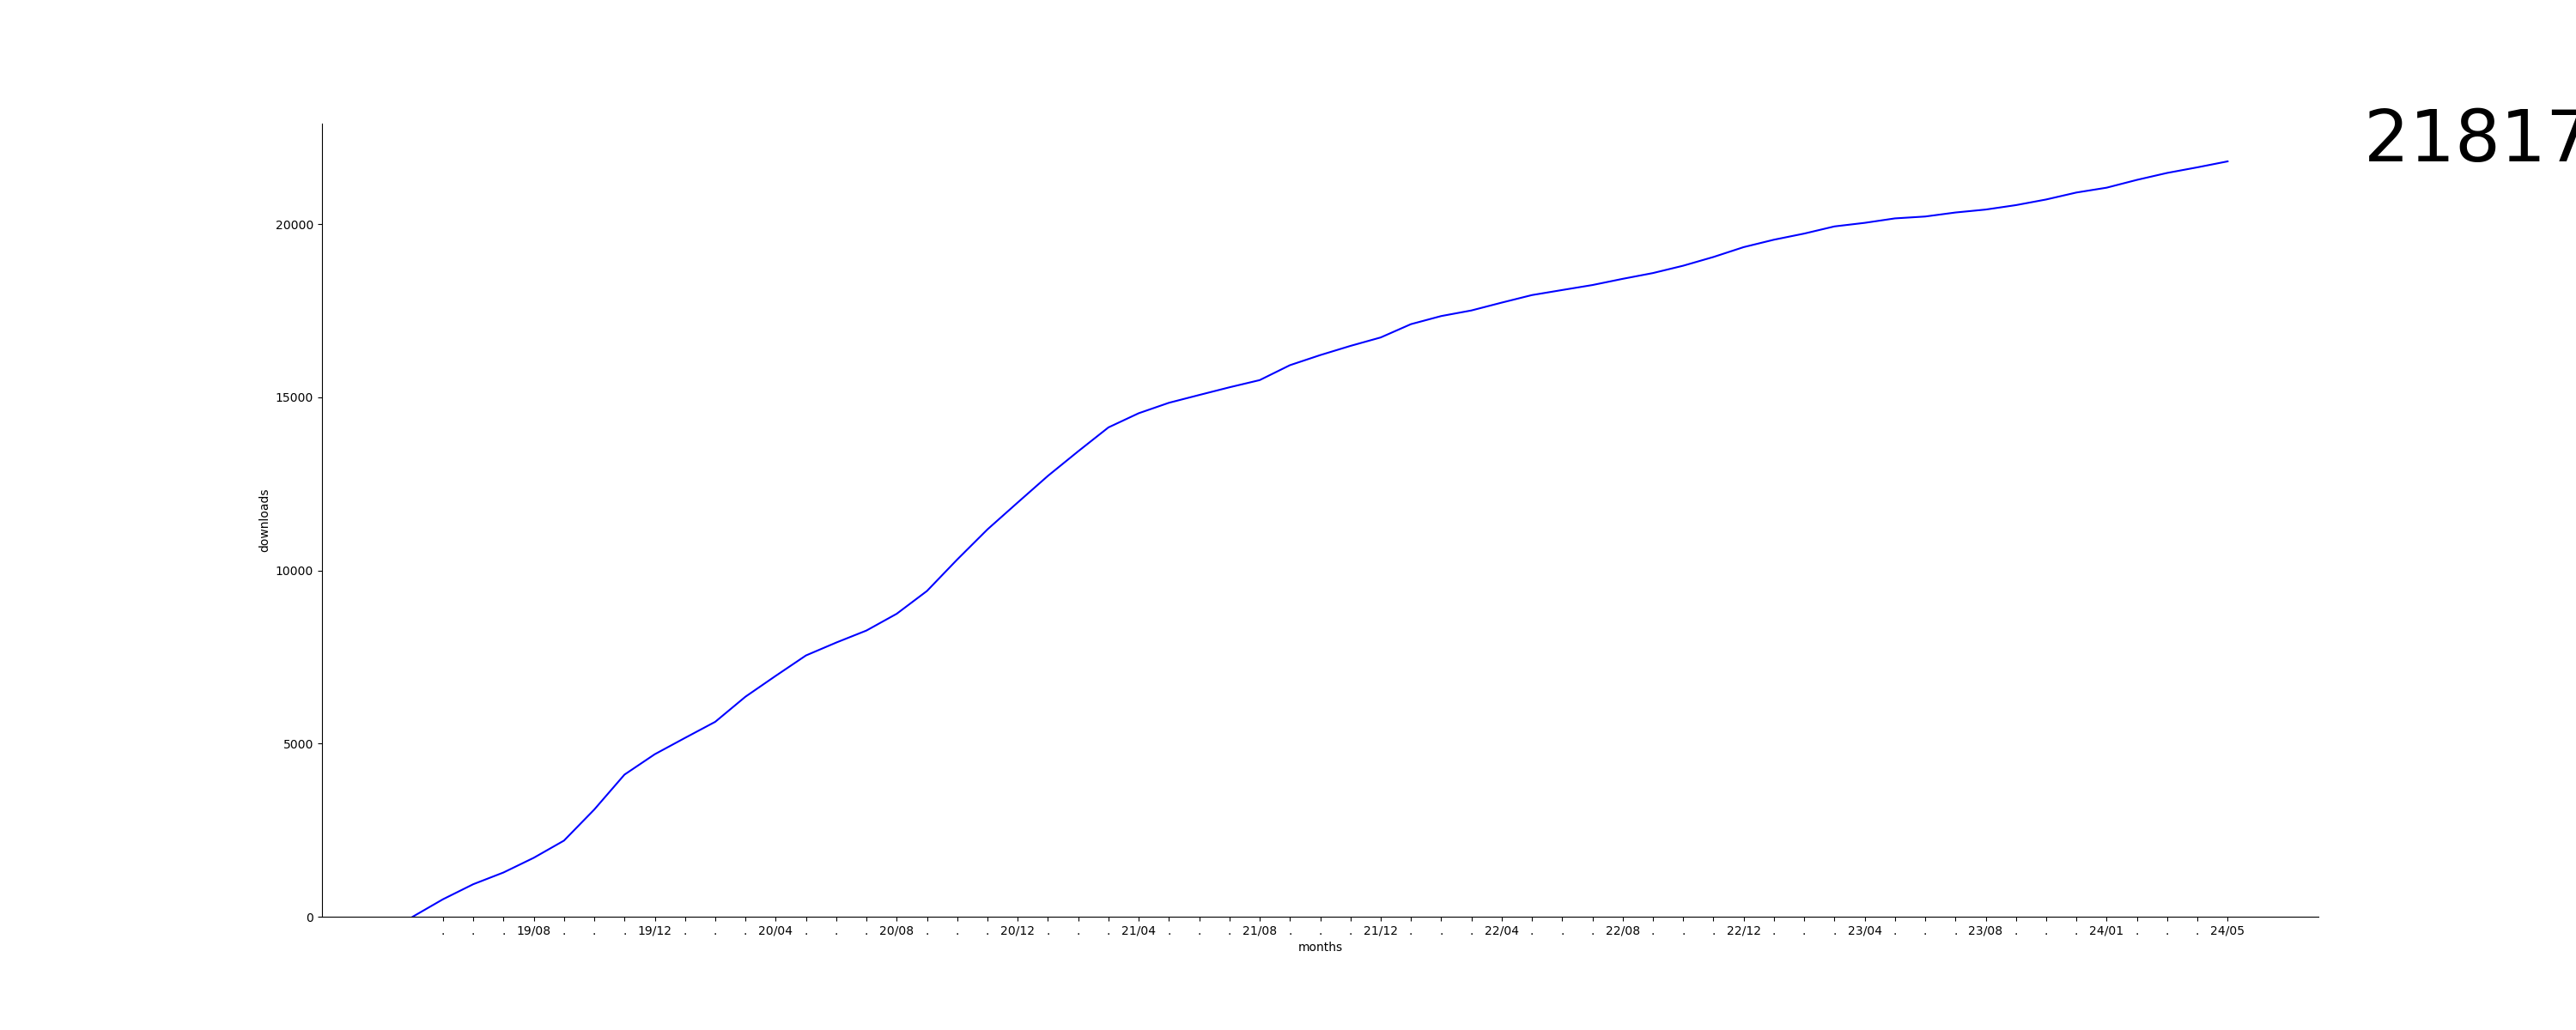 21817
20000
15000
10000
5000
0
downloads
. . . 19/08 . . . 19/12 . . . 20/04 . . . 20/08 . . . 20/12 . . . 21/04 . . . 21/08 . . . 21/12 . . . 22/04 . . . 22/08 . . . 22/12 . . . 23/04 . . . 23/08 . . . 24/01 . . . 24/05
months